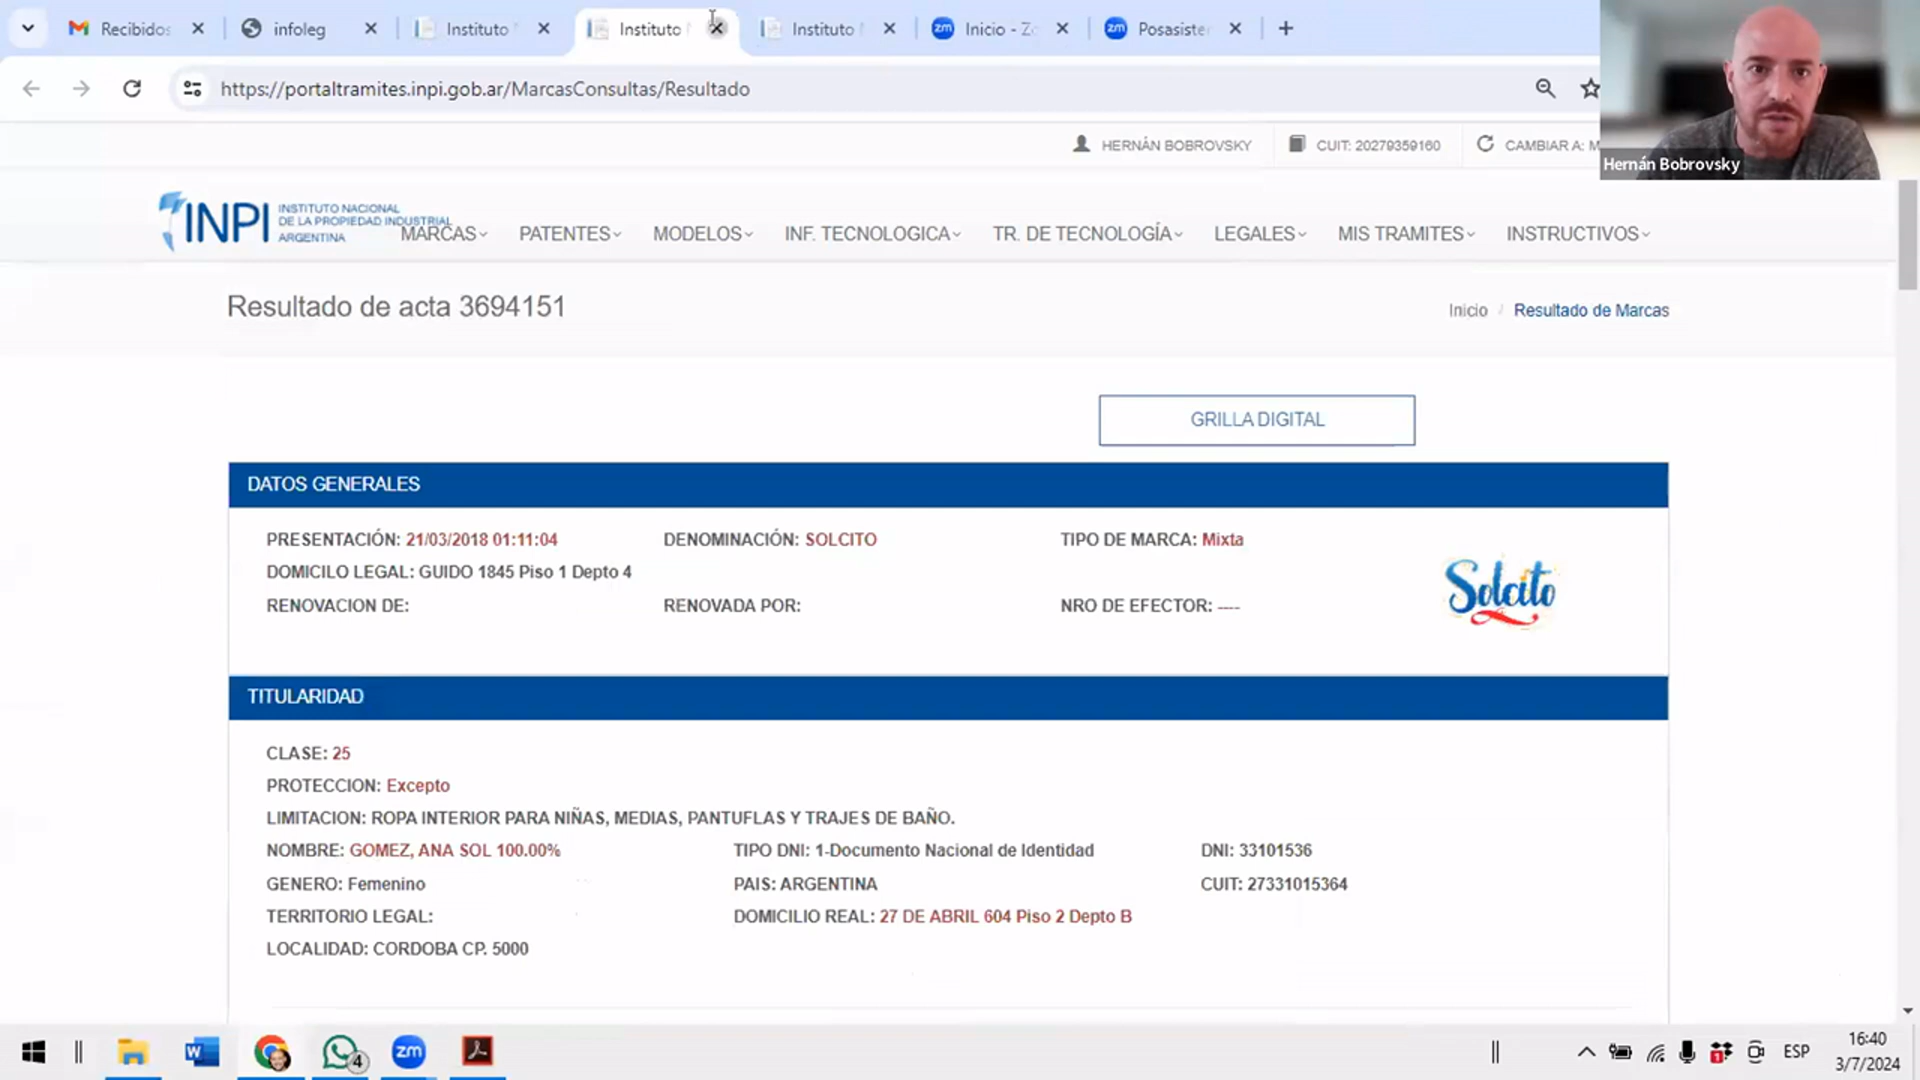 Recibidos
infoleg
Instituto
Instituto
Instituto
Inicio - Zo
Posasiste
https://portaltramites.inpi.gob.ar/MarcasConsultas/Resultado
HERNÁN BOBROVSKY
CUIT: 20279359160
CAMBIAR A: M
Hernán Bobrovsky
INPI
INSTITUTO NACIONAL
DE LA PROPIEDAD INDUSTRIAL
ARGENTINA
MARCAS
PATENTES
MODELOS
INF. TECNOLOGICA
TR. DE TECNOLOGÍA
LEGALES
MIS TRAMITES
INSTRUCTIVOS
Resultado de acta 3694151
Inicio / Resultado de Marcas
GRILLA DIGITAL
DATOS GENERALES
PRESENTACIÓN: 21/03/2018 01:11:04
DENOMINACIÓN: SOLCITO
TIPO DE MARCA: Mixta
DOMICILO LEGAL: GUIDO 1845 Piso 1 Depto 4
RENOVACION DE:
RENOVADA POR:
NRO DE EFECTOR: ----
Solcito
TITULARIDAD
CLASE: 25
PROTECCION: Excepto
LIMITACION: ROPA INTERIOR PARA NIÑAS, MEDIAS, PANTUFLAS Y TRAJES DE BAÑO.
NOMBRE: GOMEZ, ANA SOL 100.00%
TIPO DNI: 1-Documento Nacional de Identidad
DNI: 33101536
GENERO: Femenino
PAIS: ARGENTINA
CUIT: 27331015364
TERRITORIO LEGAL:
DOMICILIO REAL: 27 DE ABRIL 604 Piso 2 Depto B
LOCALIDAD: CORDOBA CP. 5000
zm
4
1
ESP
16:40
3/7/2024